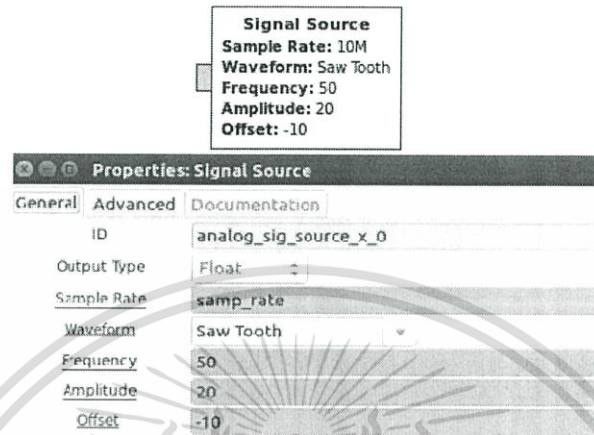 Signal Source
Sample Rate: 10M
Waveform: Saw Tooth
Frequency: 50
Amplitude: 20
Offset: -10
Properties: Signal Source
General Advanced Documentation
ID analog_sig_source_x_0
Output Type Float
Sample Rate samp_rate
Waveform Saw Tooth
Frequency 50
Amplitude 20
Offset -10